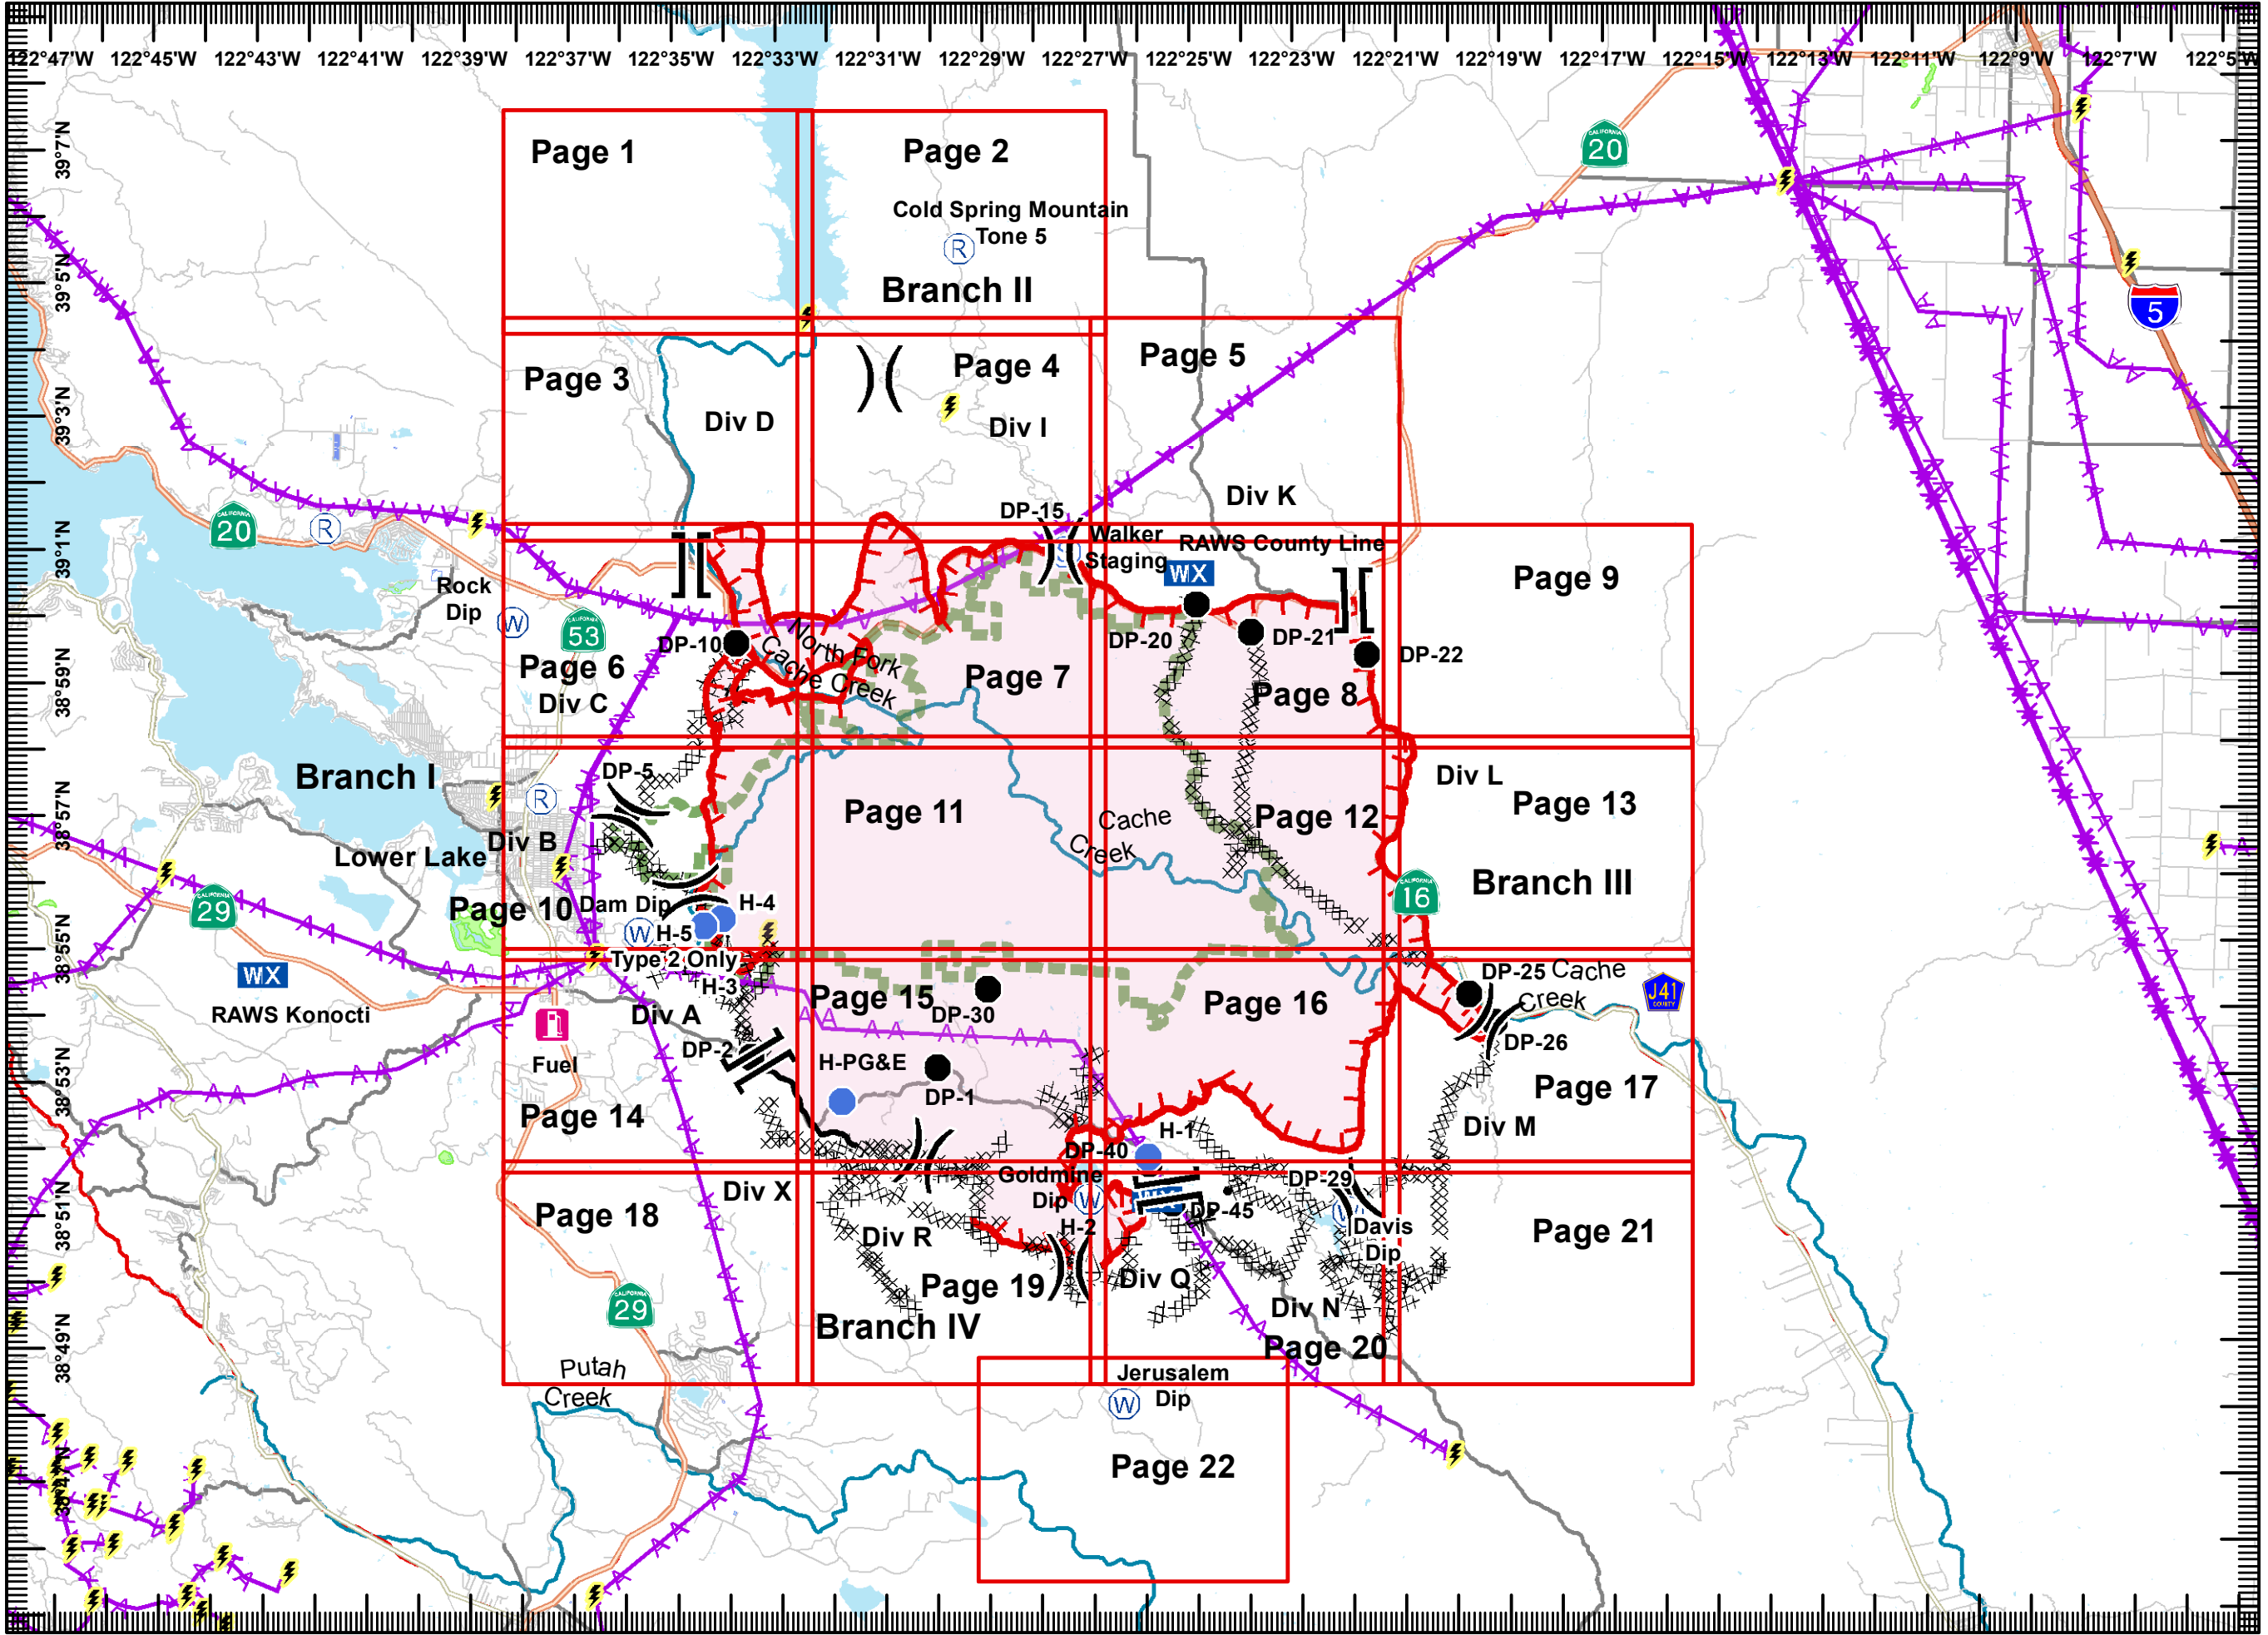 122°47'W 122°45'W 122°43'W 122°41'W 122°39'W 122°37'W 122°35'W 122°33'W 122°31'W 122°29'W 122°27'W 122°25'W 122°23'W 122°21'W 122°19'W 122°17'W 122°15'W 122°13'W 122°11'W 122°9'W 122°7'W 122°5'W
39°7'N
39°5'N
39°3'N
39°1'N
38°59'N
38°57'N
38°55'N
38°53'N
38°51'N
38°49'N
Page 1
Page 2
CALIFORNIA
20
Cold Spring Mountain
Tone 5
R
Branch II
5
Page 3
Page 4
Page 5
Div D
Div I
Div K
DP-15
CALIFORNIA
20
R
Walker
Staging
S
RAWS County Line
WX
Page 9
Rock
Dip
W
CALIFORNIA
53
DP-10
North Fork
Cache Creek
DP-20
DP-21
DP-22
Page 6
Div C
Page 7
Page 8
Branch I
DP-5
R
Div L
Page 13
Page 11
Cache
Creek
Page 12
Div B
Lower Lake
Branch III
CALIFORNIA
29
Page 10
Dam Dip
W
H-4
H-5
CALIFORNIA
16
Type 2 Only
WX
RAWS Konocti
H-3
Page 15
DP-30
Page 16
DP-25
Cache
Creek
J41
COUNTY
Div A
DP-2
DP-26
Fuel
H-PG&E
DP-1
Page 17
Page 14
Div M
H-1
DP-40
Goldmine
Dip
W
DP-29
W
Div X
DP-45
Page 18
Div R
H-2
Davis
Dip
Page 21
Page 19
Div Q
Div N
CALIFORNIA
29
Branch IV
Page 20
Putah
Creek
Jerusalem
Dip
W
Page 22